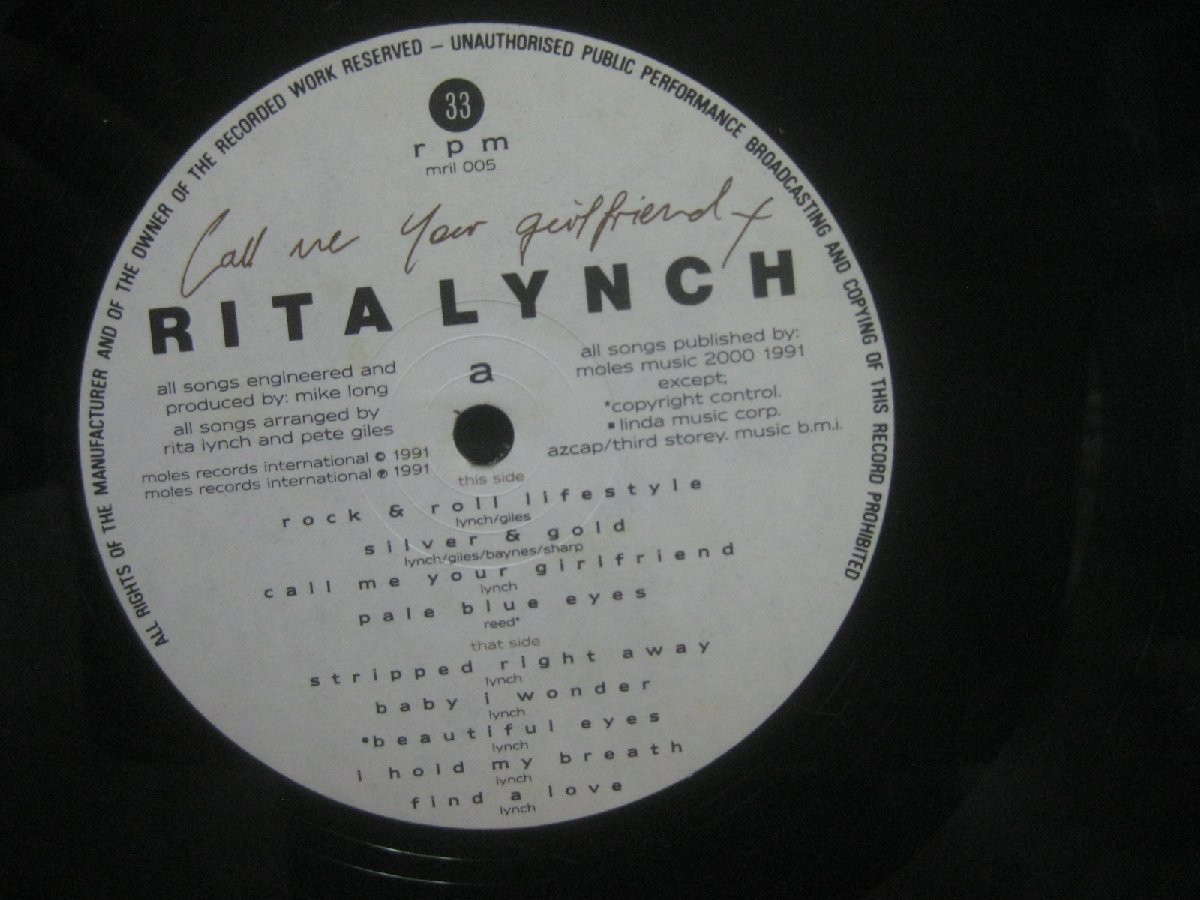 ALL RIGHTS OF THE MANUFACTURER AND OF THE OWNER OF THE RECORDED WORK RESERVED – UNAUTHORISED PUBLIC PERFORMANCE BROADCASTING AND COPYING OF THIS RECORD PROHIBITED
33
rpm
mril 005
Call me Your girlfriend x
RITA LYNCH
a
all songs engineered and
produced by: mike long
all songs arranged by
rita lynch and pete giles
moles records international © 1991
moles records international ℗ 1991
all songs published by:
moles music 2000 1991
except;
*copyright control.
▪linda music corp.
azcap/third storey. music b.m.i.
this side
rock & roll lifestyle
lynch/giles
silver & gold
lynch/giles/baynes/sharp
call me your girlfriend
lynch
pale blue eyes
reed*
that side
stripped right away
lynch
baby i wonder
lynch
▪beautiful eyes
lynch
i hold my breath
lynch
find a love
lynch